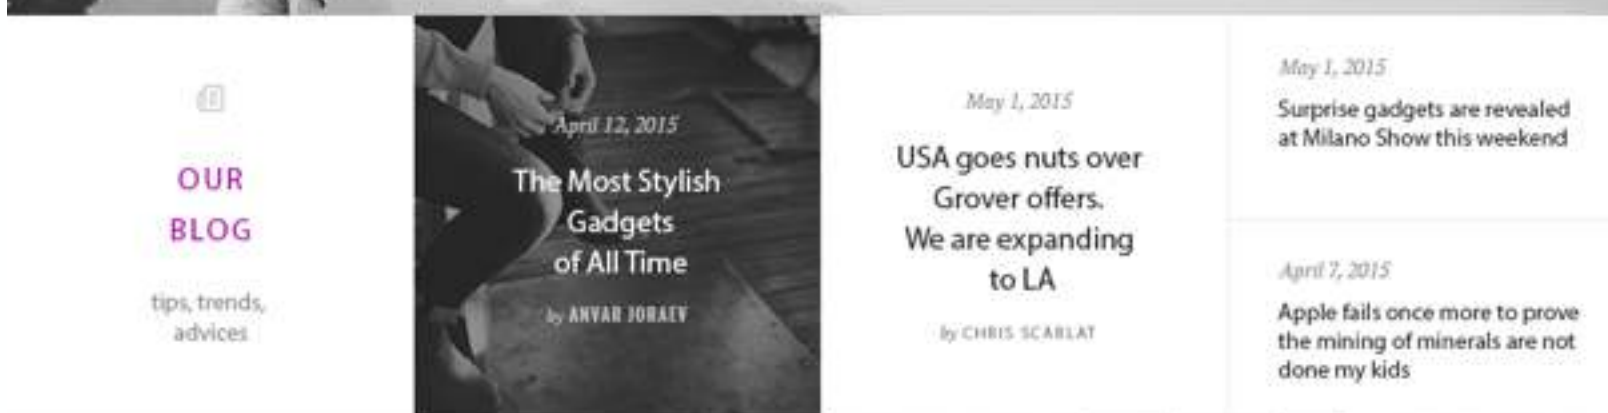 OUR
BLOG
tips, trends,
advices
April 12, 2015
The Most Stylish
Gadgets
of All Time
by ANVAR JORAEV
May 1, 2015
USA goes nuts over
Grover offers.
We are expanding
to LA
by CHRIS SCARLAT
May 1, 2015
Surprise gadgets are revealed
at Milano Show this weekend
April 7, 2015
Apple fails once more to prove
the mining of minerals are not
done my kids